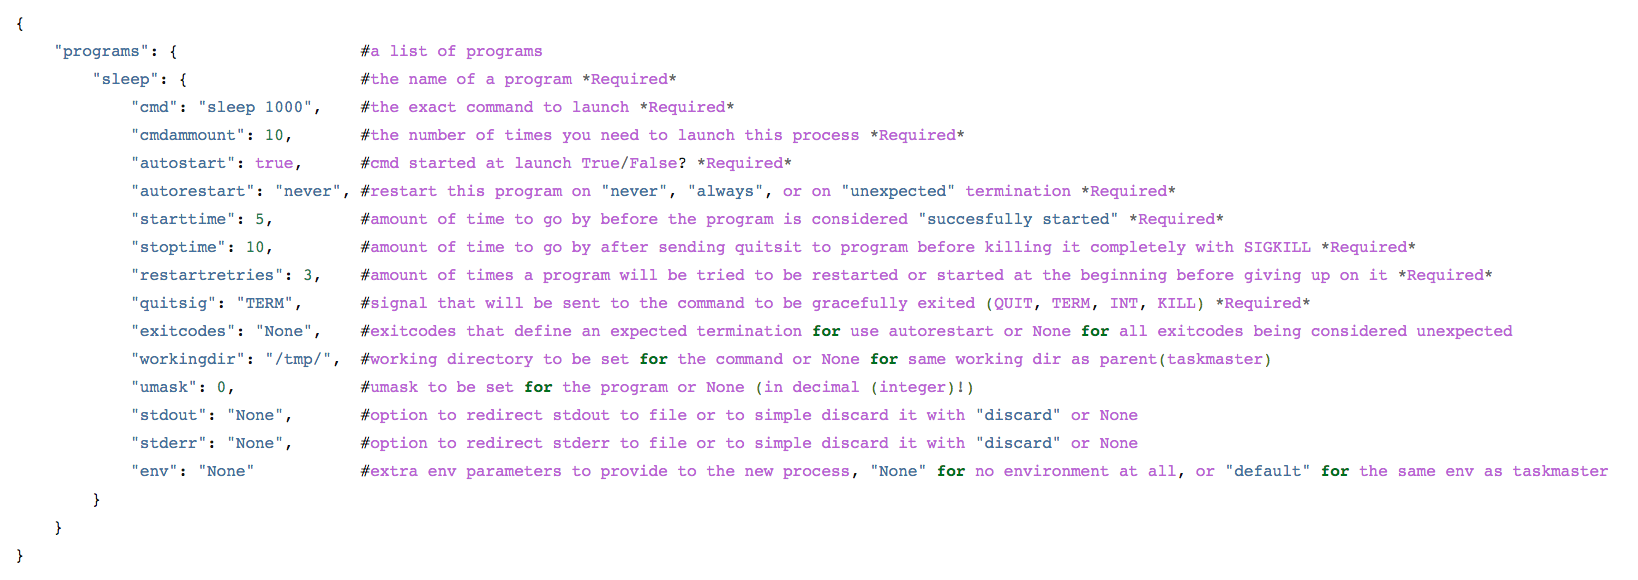 {
    "programs": {                   #a list of programs
        "sleep": {                  #the name of a program *Required*
            "cmd": "sleep 1000",    #the exact command to launch *Required*
            "cmdammount": 10,       #the number of times you need to launch this process *Required*
            "autostart": true,      #cmd started at launch True/False? *Required*
            "autorestart": "never", #restart this program on "never", "always", or on "unexpected" termination *Required*
            "starttime": 5,         #amount of time to go by before the program is considered "succesfully started" *Required*
            "stoptime": 10,         #amount of time to go by after sending quitsit to program before killing it completely with SIGKILL *Required*
            "restartretries": 3,    #amount of times a program will be tried to be restarted or started at the beginning before giving up on it *Required*
            "quitsig": "TERM",      #signal that will be sent to the command to be gracefully exited (QUIT, TERM, INT, KILL) *Required*
            "exitcodes": "None",    #exitcodes that define an expected termination for use autorestart or None for all exitcodes being considered unexpected
            "workingdir": "/tmp/",  #working directory to be set for the command or None for same working dir as parent(taskmaster)
            "umask": 0,             #umask to be set for the program or None (in decimal (integer)!)
            "stdout": "None",       #option to redirect stdout to file or to simple discard it with "discard" or None
            "stderr": "None",       #option to redirect stderr to file or to simple discard it with "discard" or None
            "env": "None"           #extra env parameters to provide to the new process, "None" for no environment at all, or "default" for the same env as taskmaster
        }
    }
}